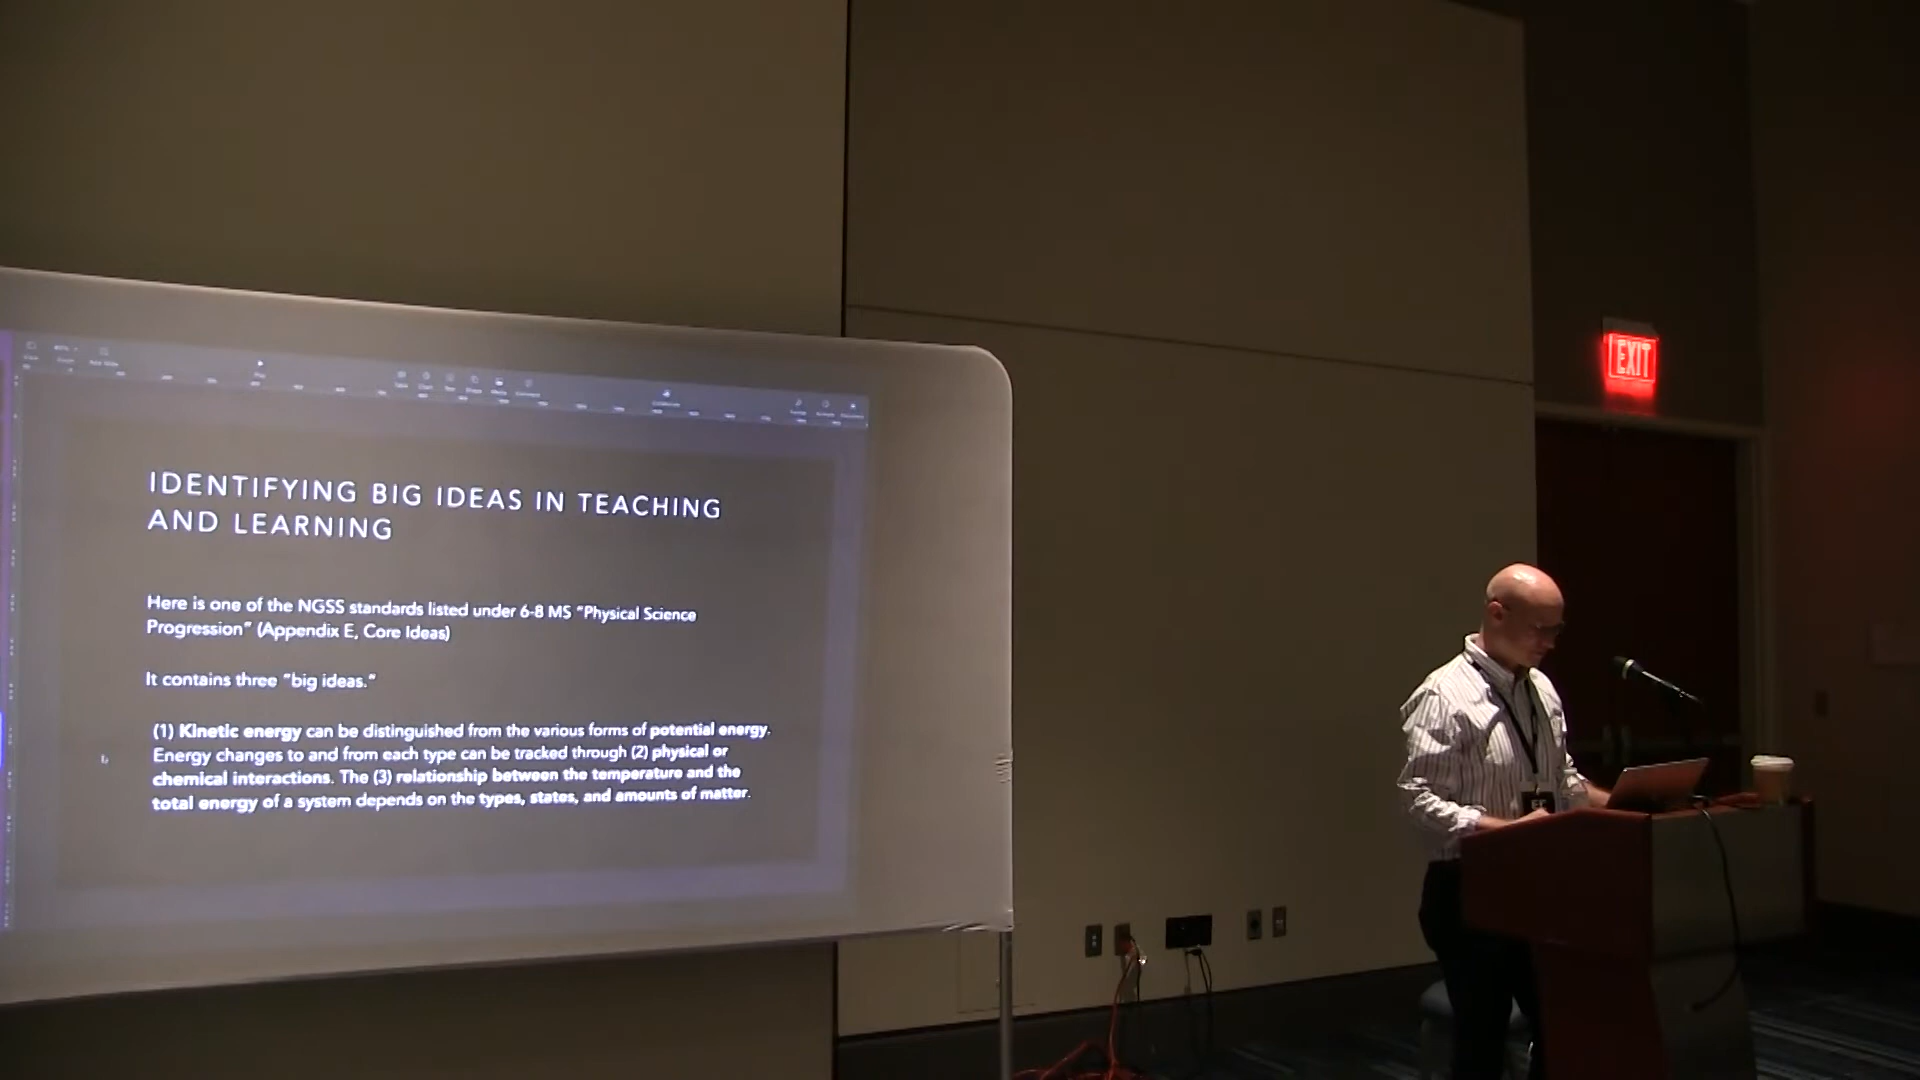 IDENTIFYING BIG IDEAS IN TEACHING
AND LEARNING
Here is one of the NGSS standards listed under 6-8 MS "Physical Science
Progression" (Appendix E, Core Ideas)
It contains three "big ideas."
(1) Kinetic energy can be distinguished from the various forms of potential energy.
Energy changes to and from each type can be tracked through (2) physical or
chemical interactions. The (3) relationship between the temperature and the
total energy of a system depends on the types, states, and amounts of matter.
EXIT